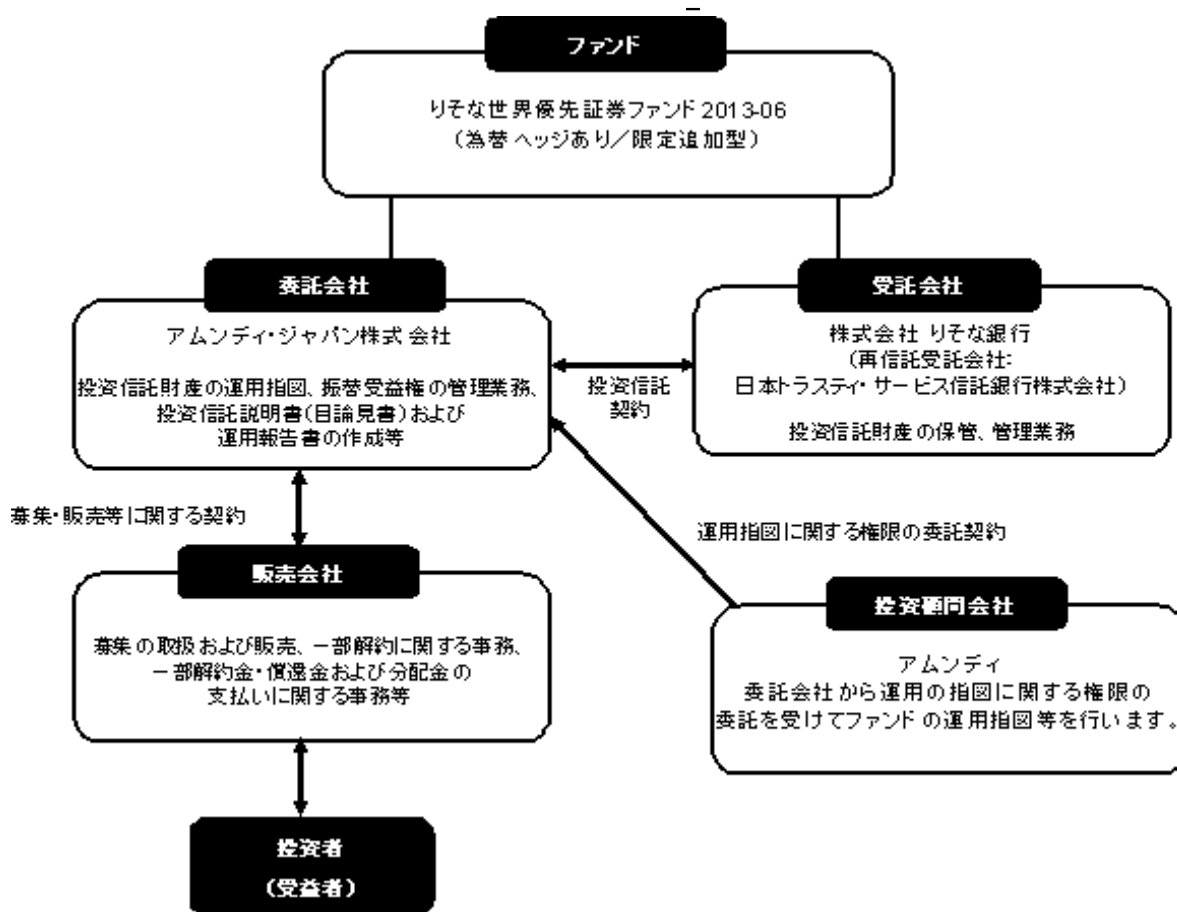 ファンド
りそな世界優先証券ファンド 2013-06
(為替ヘッジあり/限定追加型)
委託会社
アムンディ・ジャパン株式会社
投資信託財産の運用指図、振替受益権の管理業務、
投資信託説明書(目論見書)および
運用報告書の作成等
投資信託
契約
受託会社
株式会社 りそな銀行
(再信託受託会社:
日本トラスティ・サービス信託銀行株式会社)
投資信託財産の保管、管理業務
募集・販売等に関する契約
運用指図に関する権限の委託契約
販売会社
募集の取扱および販売、一部解約に関する事務、
一部解約金・償還金および分配金の
支払いに関する事務等
投資顧問会社
アムンディ
委託会社から運用の指図に関する権限の
委託を受けてファンドの運用指図等を行います。
投資者
(受益者)